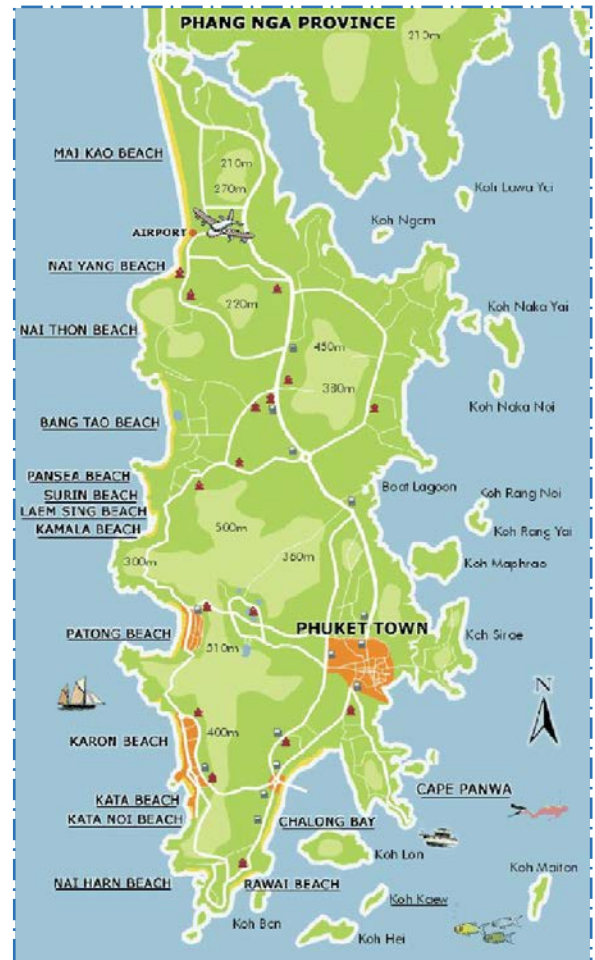 PHANG NGA PROVINCE
210m
MAI KAO BEACH
210m
270m
Koh Lawa Yai
Koh Ngam
AIRPORT
NAI YANG BEACH
220m
Koh Naka Yai
NAI THON BEACH
450m
380m
Koh Naka Noi
BANG TAO BEACH
PANSEA BEACH
SURIN BEACH
LAEM SING BEACH
KAMALA BEACH
Boat Lagoon
Koh Rang Noi
500m
Koh Rang Yai
300m
360m
Koh Maphrao
PATONG BEACH
PHUKET TOWN
Koh Sirae
510m
N
KARON BEACH
400m
KATA BEACH
KATA NOI BEACH
CAPE PANWA
CHALONG BAY
Koh Lon
Koh Maiton
NAI HARN BEACH
RAWAI BEACH
Koh Kaew
Koh Bon
Koh Hei